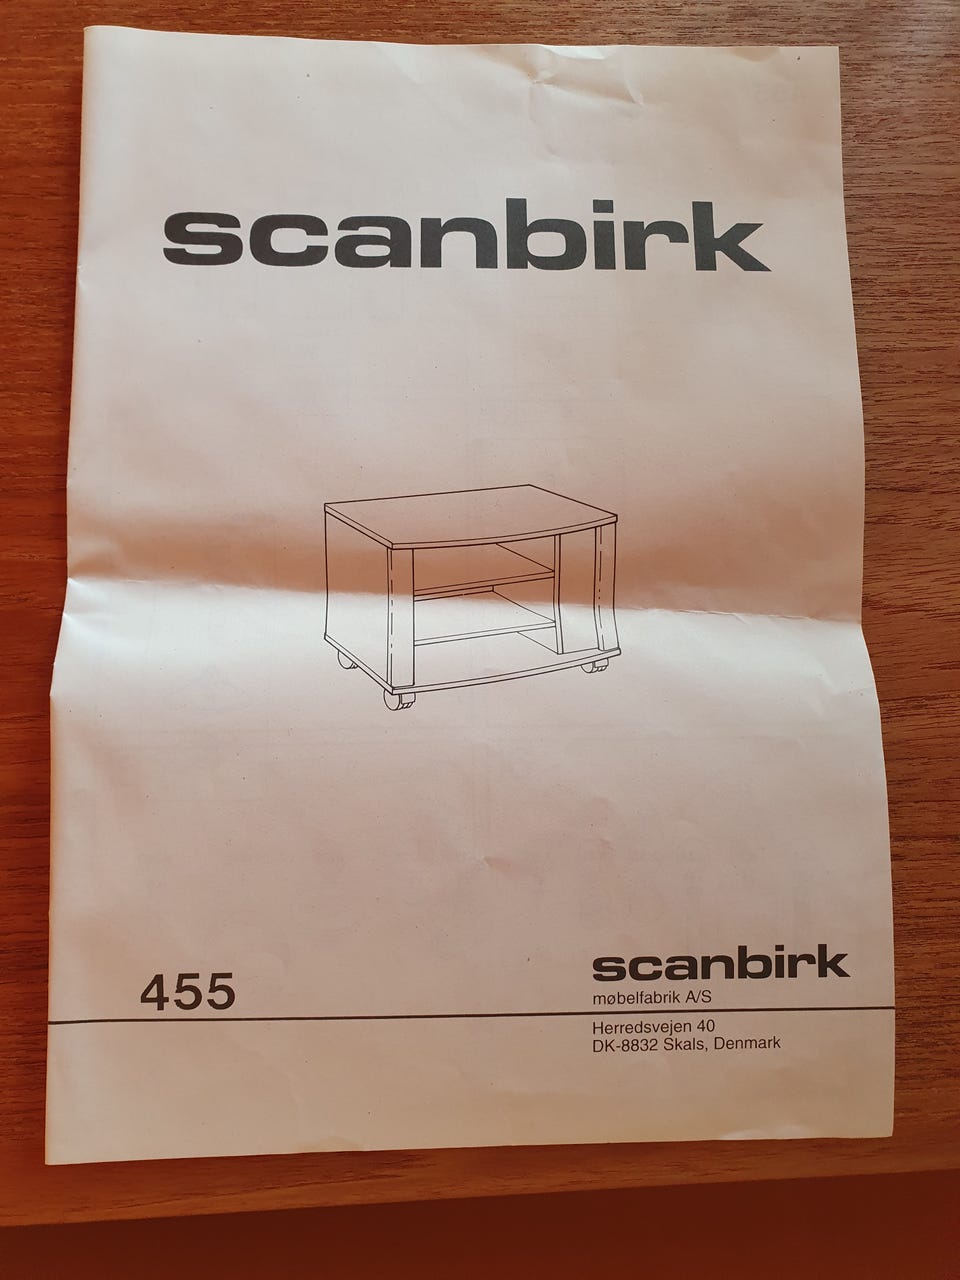 scanbirk
455
scanbirk
møbelfabrik A/S
Herredsvejen 40
DK-8832 Skals, Denmark